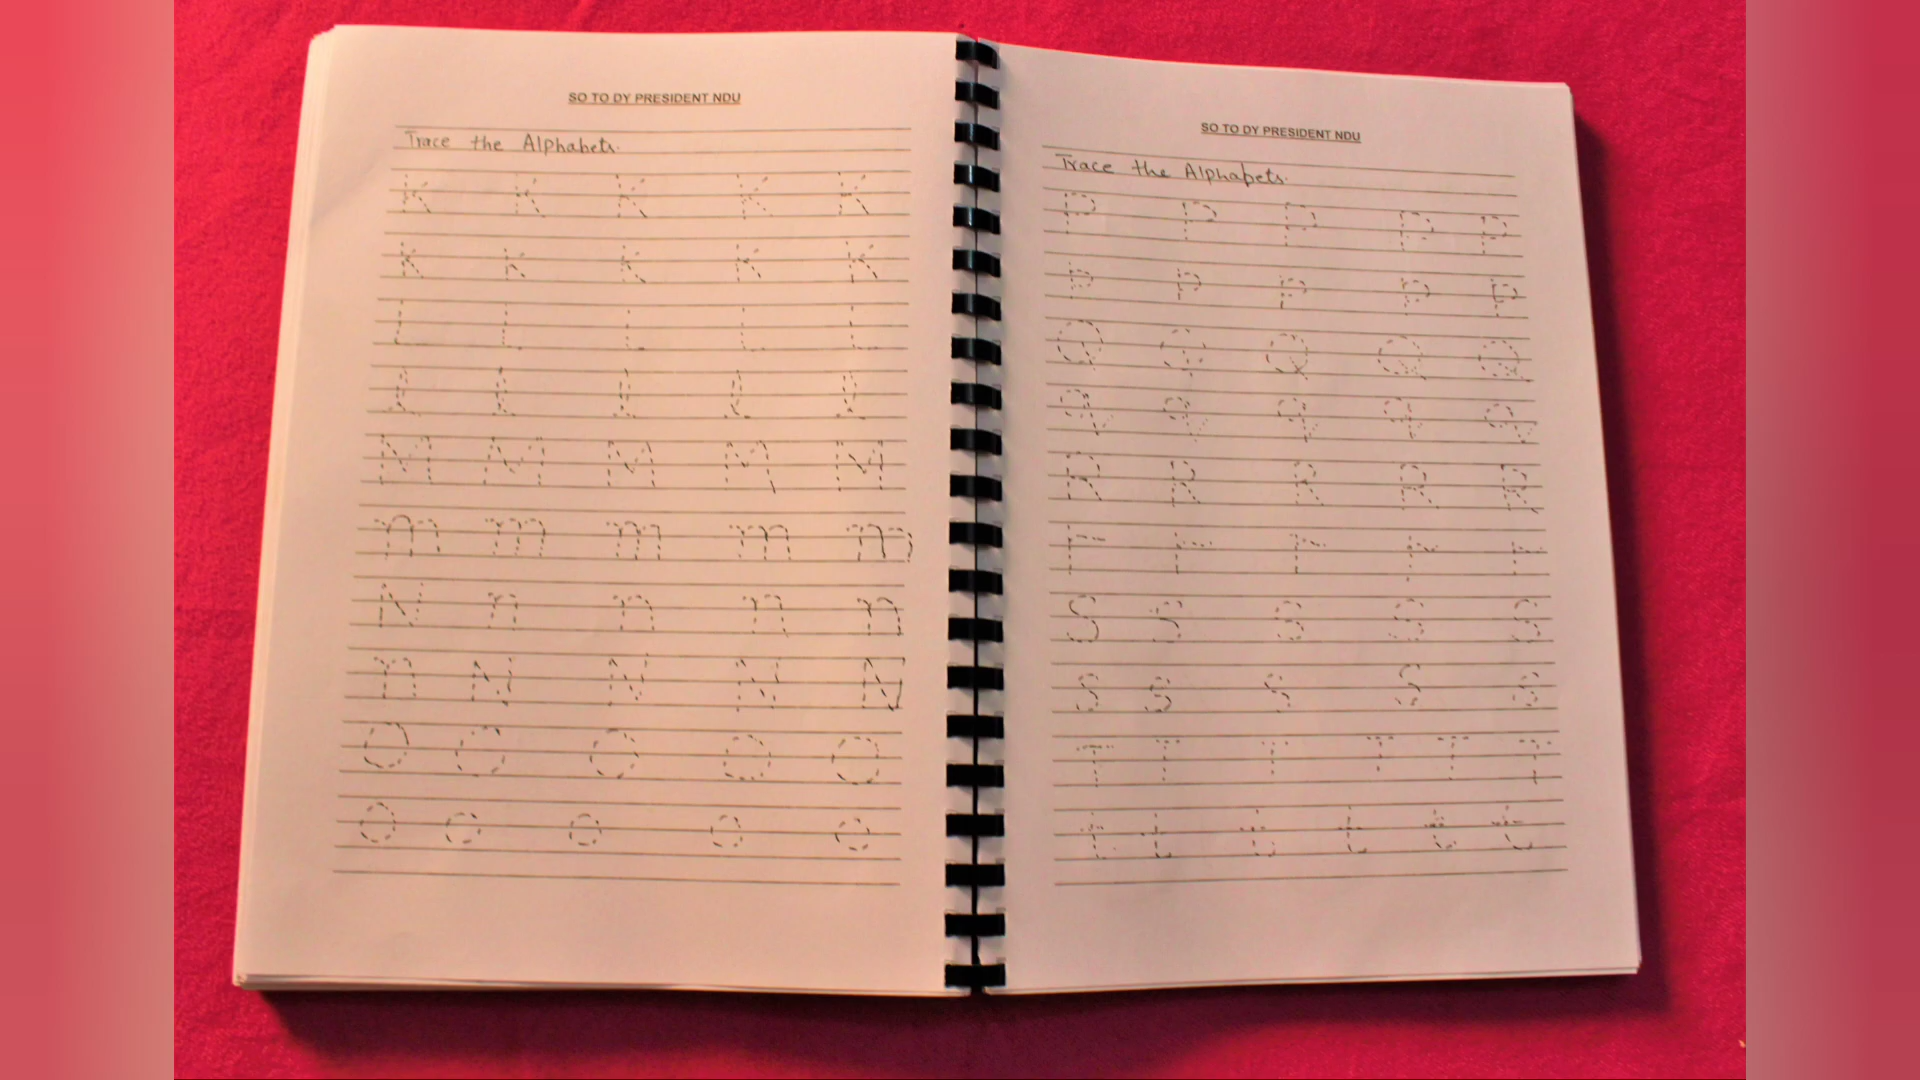 SO TO DY PRESIDENT NDU
Trace the Alphabets.
K K K K K
k k k k k
L L L L L
l l l l l
M M M M M
m m m m m
N n n n n
n N N N N
O O O O O
o o o o o
SO TO DY PRESIDENT NDU
Trace the Alphabets.
P P P P P
p p p p p
Q Q Q Q Q
q q q q q
R R R R R
r r r r r
S S S S S
s s s s s
T T T T T T
t t t t t t